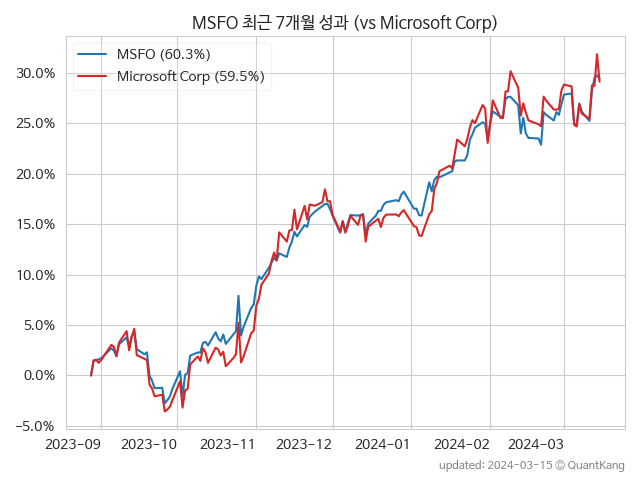 MSFO 최근 7개월 성과 (vs Microsoft Corp)
MSFO (60.3%)
Microsoft Corp (59.5%)
30.0%
25.0%
20.0%
15.0%
10.0%
5.0%
0.0%
−5.0%
2023−09 2023−10 2023−11 2023−12 2024−01 2024−02 2024−03
updated: 2024−03−15 © QuantKang